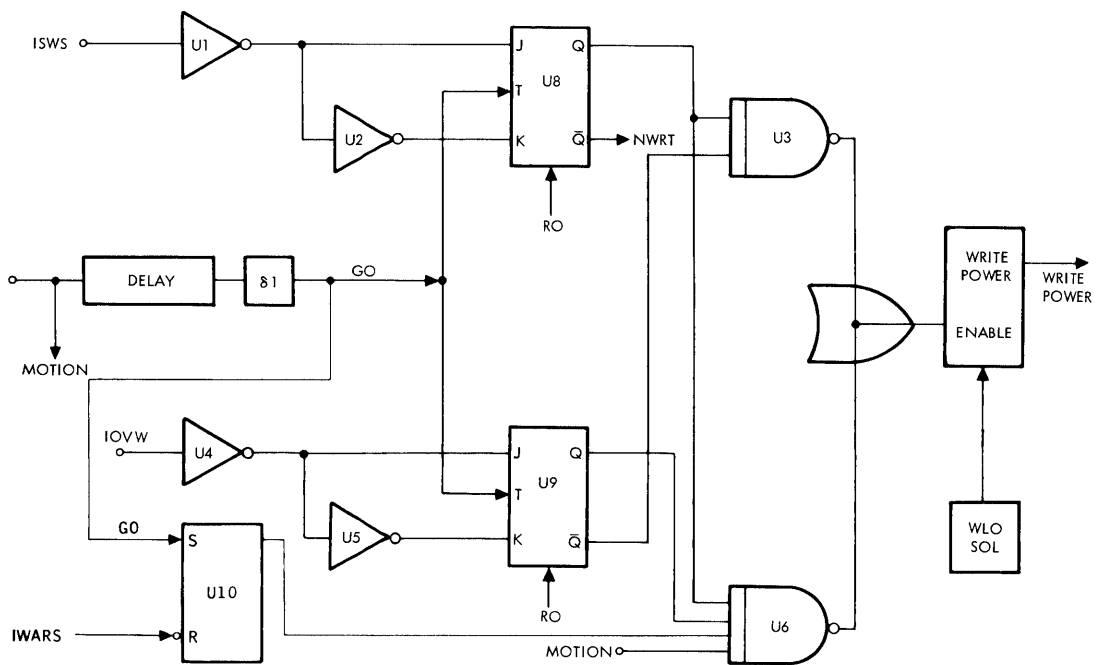 ISWS
U1
J
Q
U8
T
U2
K
Q̅
NWRT
RO
U3
DELAY
δ1
GO
MOTION
WRITE
POWER
ENABLE
WRITE
POWER
IOVW
U4
J
Q
U9
T
U5
K
Q̅
RO
GO
S
U10
IWARS
R
MOTION
U6
WLO
SOL